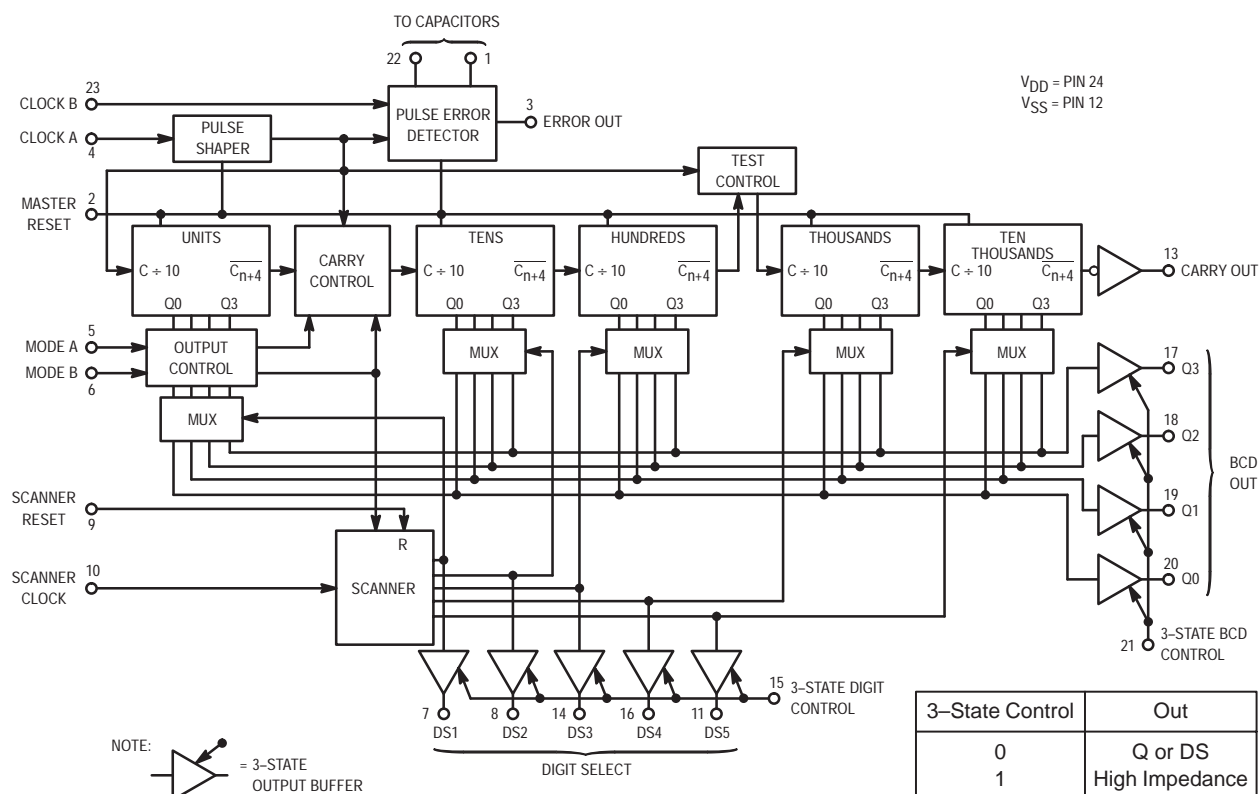 TO CAPACITORS
22 1
23
CLOCK B
CLOCK A
4
PULSE
SHAPER
PULSE ERROR
DETECTOR
3
ERROR OUT
V_DD = PIN 24
V_SS = PIN 12
TEST
CONTROL
MASTER
RESET
2
UNITS
C ÷ 10
C̅n+4
Q0 Q3
CARRY
CONTROL
TENS
C ÷ 10
C̅n+4
Q0 Q3
HUNDREDS
C ÷ 10
C̅n+4
Q0 Q3
THOUSANDS
C ÷ 10
C̅n+4
Q0 Q3
TEN
THOUSANDS
C ÷ 10
C̅n+4
Q0 Q3
13
CARRY OUT
5
MODE A
MODE B
6
OUTPUT
CONTROL
MUX
MUX
MUX
MUX
MUX
17
Q3
18
Q2
19
Q1
20
Q0
BCD
OUT
21
3–STATE BCD
CONTROL
SCANNER
RESET
9
SCANNER
CLOCK
10
R
SCANNER
15
3–STATE DIGIT
CONTROL
7 8 14 16 11
DS1 DS2 DS3 DS4 DS5
DIGIT SELECT
NOTE:
= 3–STATE
OUTPUT BUFFER
3–State Control Out
0 Q or DS
1 High Impedance